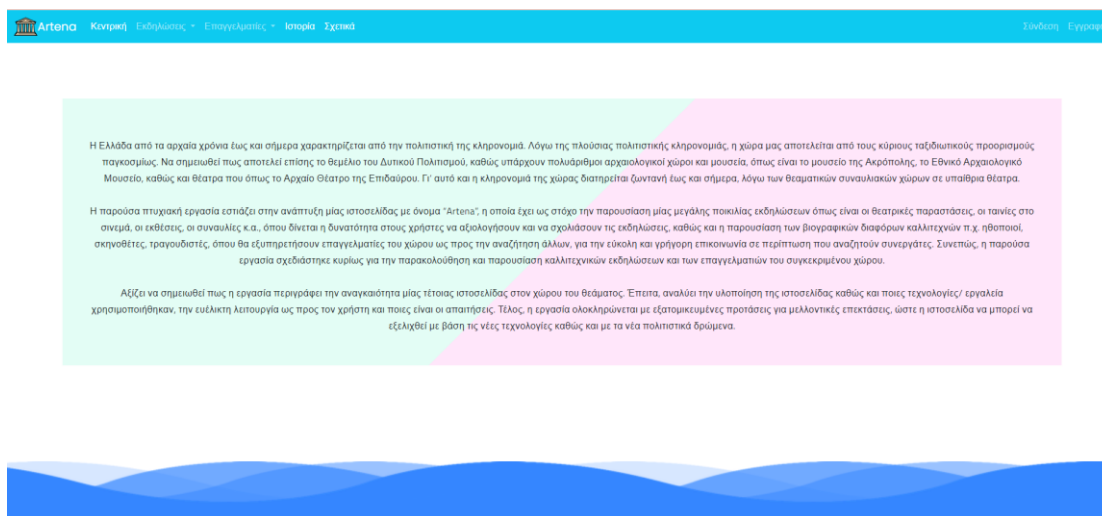 Artena Κεντρική Εκδηλώσεις Επαγγελματίες Ιστορία Σχετικά Σύνδεση Εγγραφ
Η Ελλάδα από τα αρχαία χρόνια έως και σήμερα χαρακτηρίζεται από την πολιτιστική της κληρονομιά. Λόγω της πλούσιας πολιτιστικής κληρονομιάς, η χώρα μας αποτελείται από τους κύριους ταξιδιωτικούς προορισμούς
παγκοσμίως. Να σημειωθεί πως αποτελεί επίσης το θεμέλιο του Δυτικού Πολιτισμού, καθώς υπάρχουν πολυάριθμοι αρχαιολογικοί χώροι και μουσεία, όπως είναι το μουσείο της Ακρόπολης, το Εθνικό Αρχαιολογικό
Μουσείο, καθώς και θέατρα που όπως το Αρχαίο Θέατρο της Επιδαύρου. Γι' αυτό και η κληρονομιά της χώρας διατηρείται ζωντανή έως και σήμερα, λόγω των θεαματικών συναυλιακών χώρων σε υπαίθρια θέατρα.
Η παρούσα πτυχιακή εργασία εστιάζει στην ανάπτυξη μίας ιστοσελίδας με όνομα "Artena", η οποία έχει ως στόχο την παρουσίαση μίας μεγάλης ποικιλίας εκδηλώσεων όπως είναι οι θεατρικές παραστάσεις, οι ταινίες στο
σινεμά, οι εκθέσεις, οι συναυλίες κ.α., όπου δίνεται η δυνατότητα στους χρήστες να αξιολογήσουν και να σχολιάσουν τις εκδηλώσεις, καθώς και η παρουσίαση των βιογραφικών διαφόρων καλλιτεχνών π.χ. ηθοποιοί,
σκηνοθέτες, τραγουδιστές, όπου θα εξυπηρετήσουν επαγγελματίες του χώρου ως προς την αναζήτηση άλλων, για την εύκολη και γρήγορη επικοινωνία σε περίπτωση που αναζητούν συνεργάτες. Συνεπώς, η παρούσα
εργασία σχεδιάστηκε κυρίως για την παρακολούθηση και παρουσίαση καλλιτεχνικών εκδηλώσεων και των επαγγελματιών του συγκεκριμένου χώρου.
Αξίζει να σημειωθεί πως η εργασία περιγράφει την αναγκαιότητα μίας τέτοιας ιστοσελίδας στον χώρου του θεάματος. Έπειτα, αναλύει την υλοποίηση της ιστοσελίδας καθώς και ποιες τεχνολογίες/ εργαλεία
χρησιμοποιήθηκαν, την ευέλικτη λειτουργία ως προς τον χρήστη και ποιες είναι οι απαιτήσεις. Τέλος, η εργασία ολοκληρώνεται με εξατομικευμένες προτάσεις για μελλοντικές επεκτάσεις, ώστε η ιστοσελίδα να μπορεί να
εξελιχθεί με βάση τις νέες τεχνολογίες καθώς και με τα νέα πολιτιστικά δρώμενα.